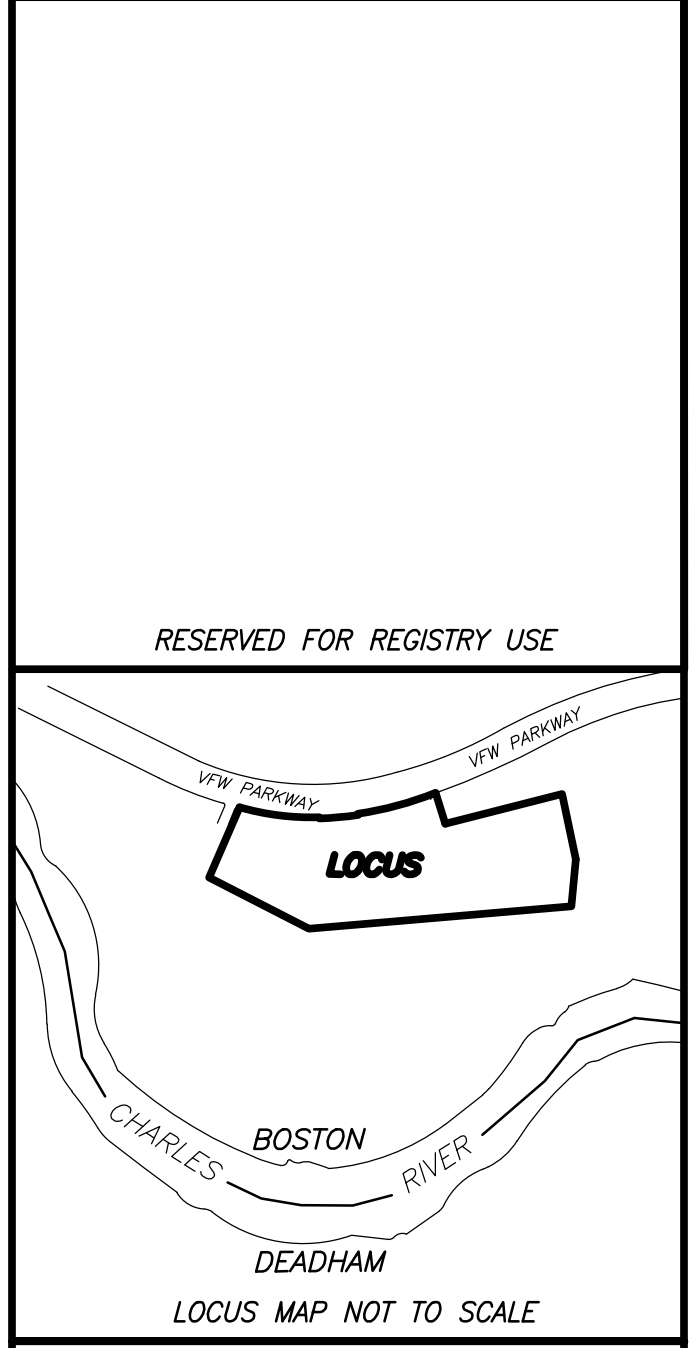 RESERVED FOR REGISTRY USE
VFW PARKWAY
VFW PARKWAY
LOCUS
CHARLES
BOSTON
RIVER
DEADHAM
LOCUS MAP NOT TO SCALE